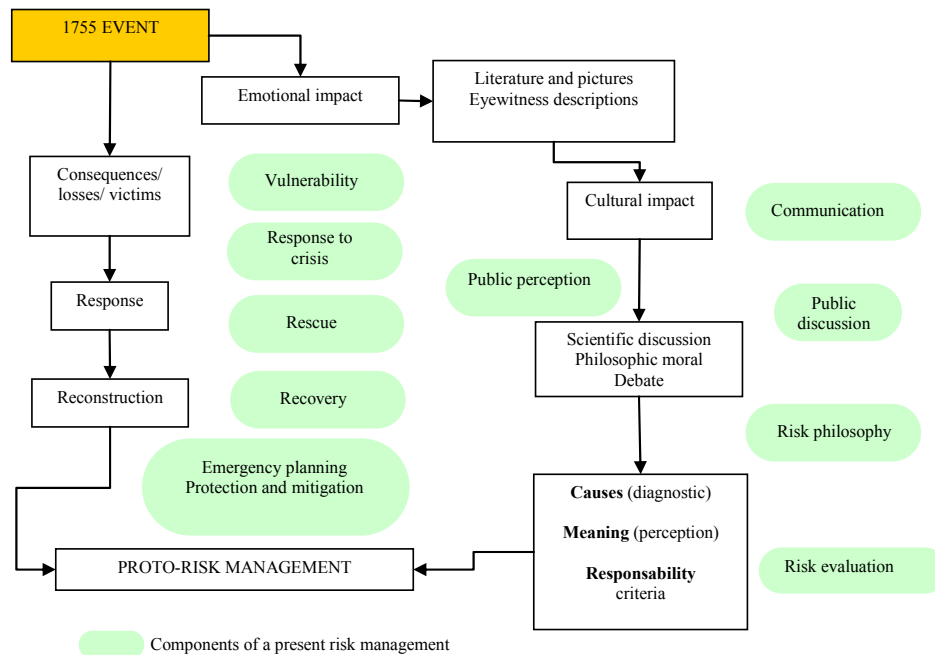 1755 EVENT
Emotional impact
Literature and pictures
Eyewitness descriptions
Consequences/
losses/ victims
Vulnerability
Cultural impact
Communication
Response to
crisis
Public perception
Response
Rescue
Public
discussion
Scientific discussion
Philosophic moral
Debate
Reconstruction
Recovery
Risk philosophy
Emergency planning
Protection and mitigation
Causes (diagnostic)
Meaning (perception)
Responsability
criteria
PROTO-RISK MANAGEMENT
Risk evaluation
Components of a present risk management